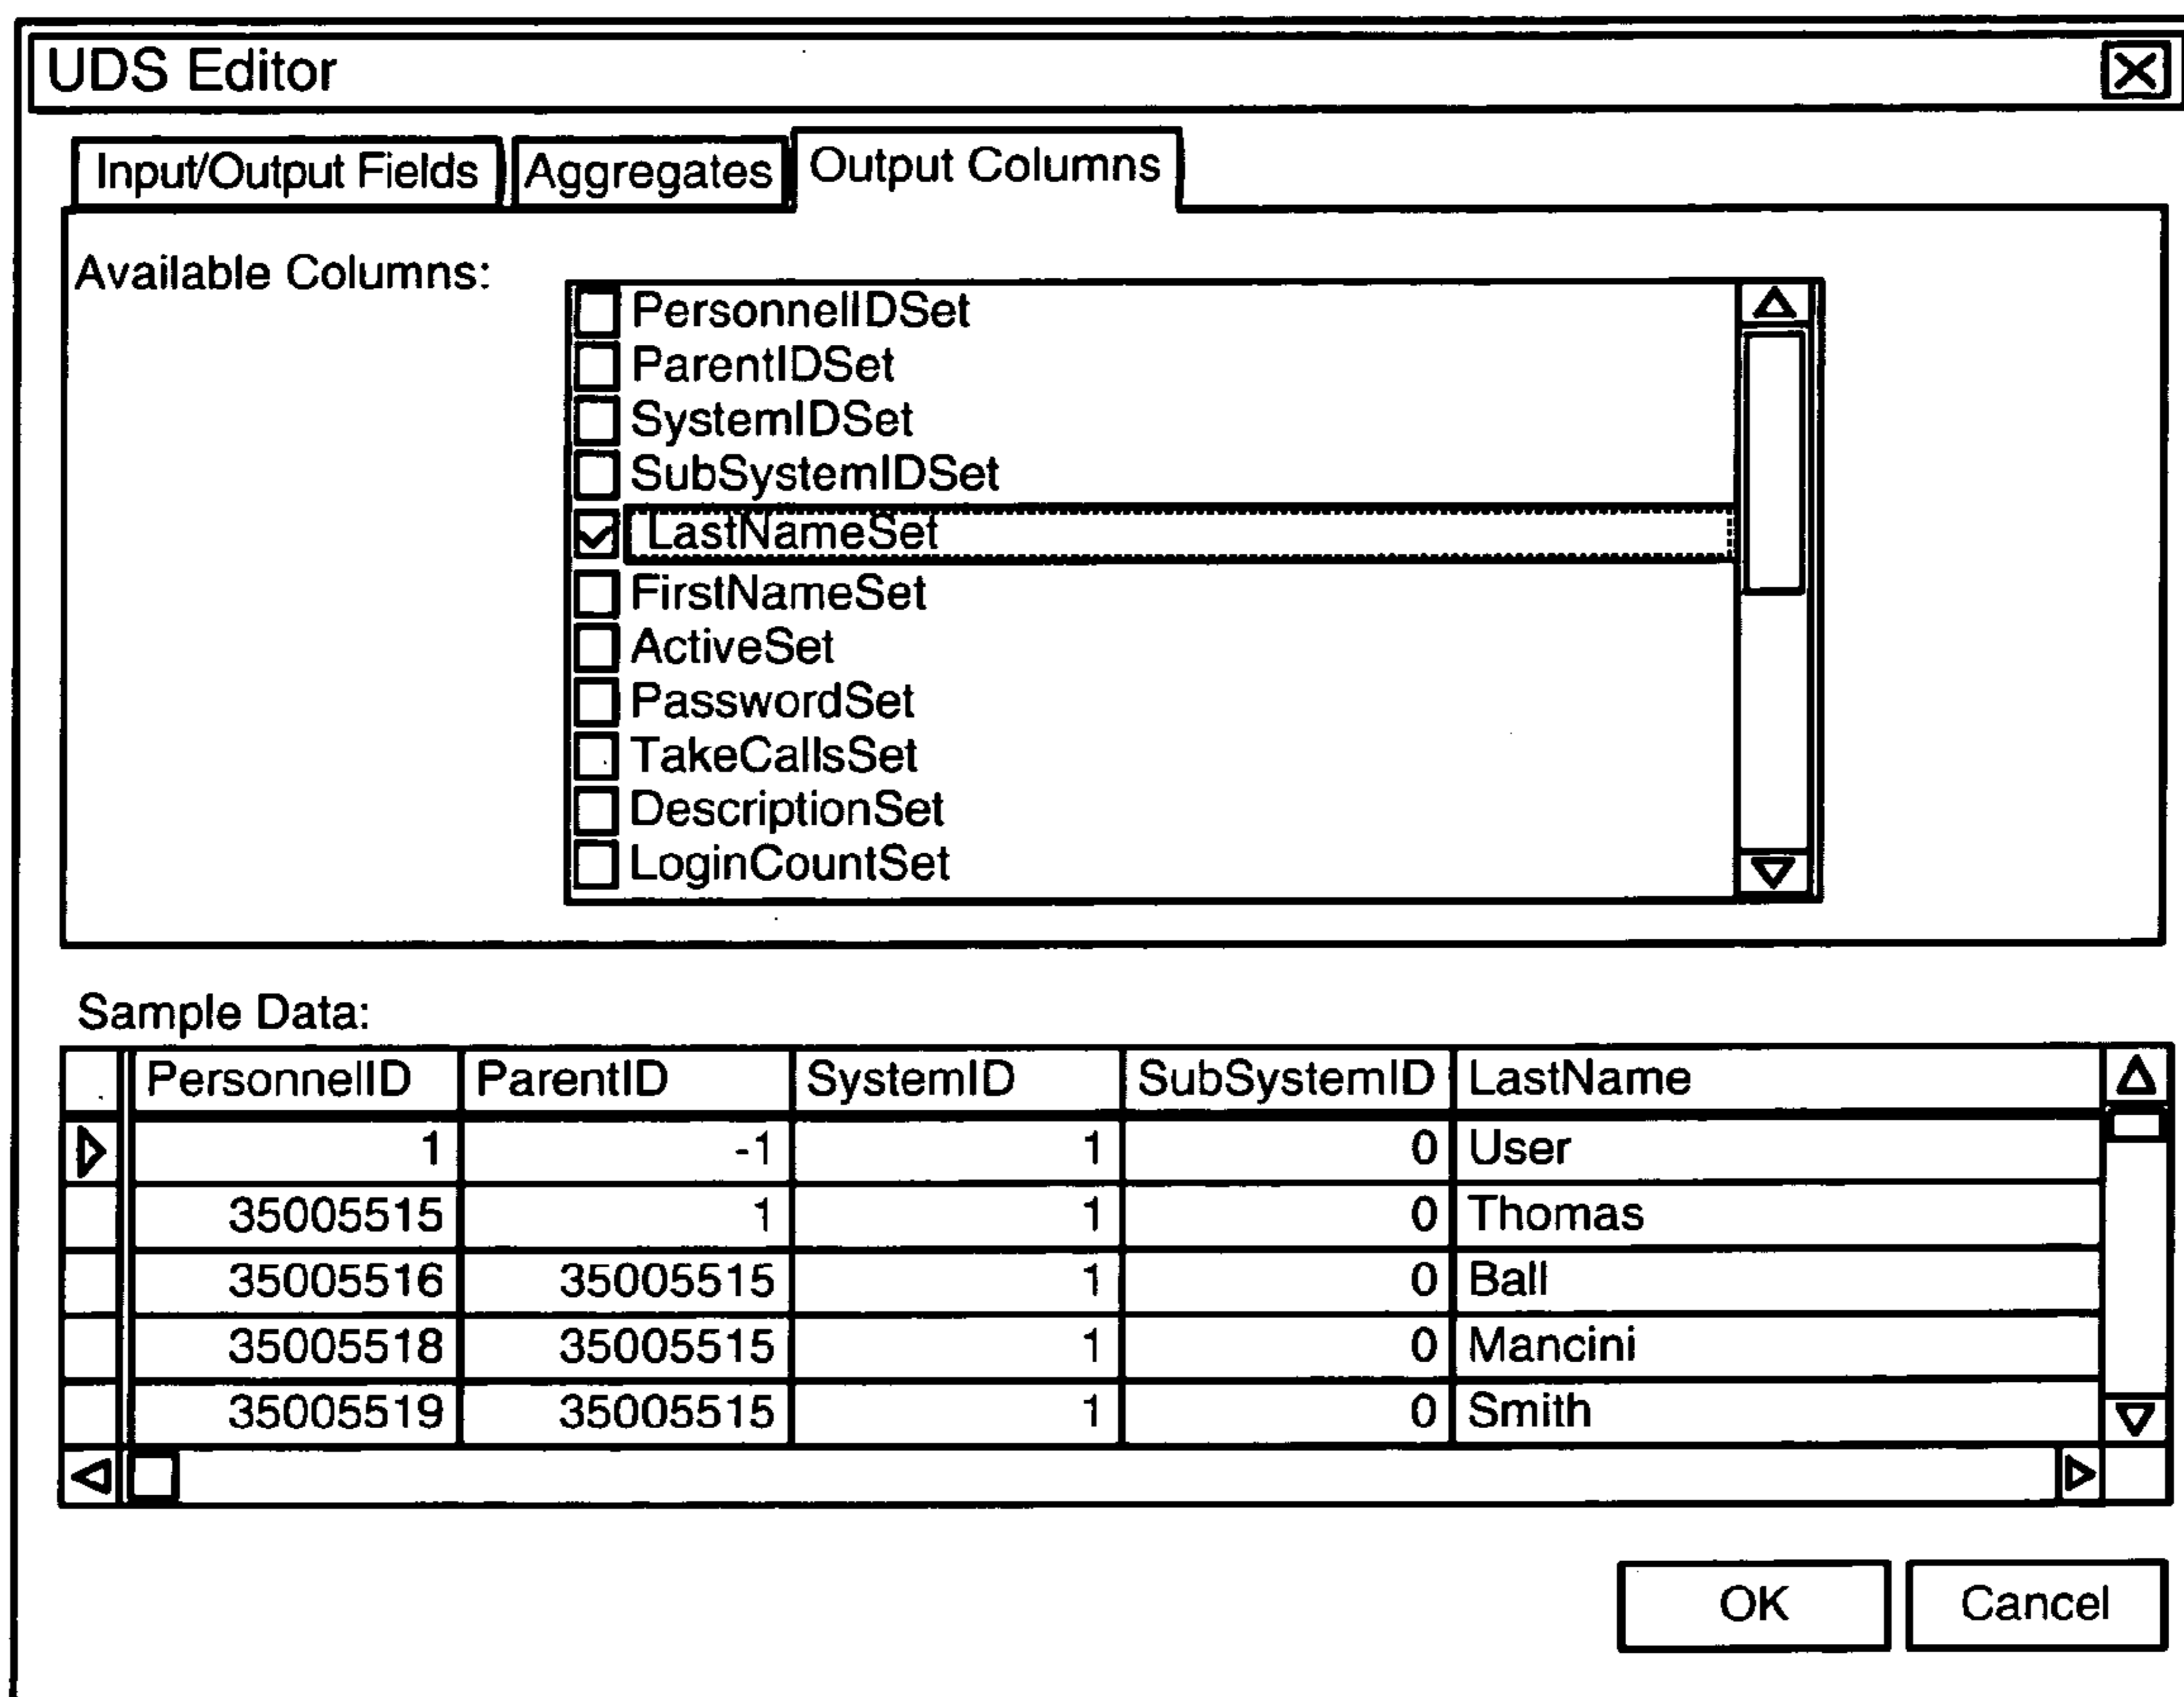 UDS Editor
Input/Output Fields Aggregates Output Columns
Available Columns:
PersonnelIDSet
ParentIDSet
SystemIDSet
SubSystemIDSet
LastNameSet
FirstNameSet
ActiveSet
PasswordSet
TakeCallsSet
DescriptionSet
LoginCountSet
Sample Data:
PersonnelID ParentID SystemID SubSystemID LastName
1 -1 1 0 User
35005515 1 1 0 Thomas
35005516 35005515 1 0 Ball
35005518 35005515 1 0 Mancini
35005519 35005515 1 0 Smith
OK Cancel